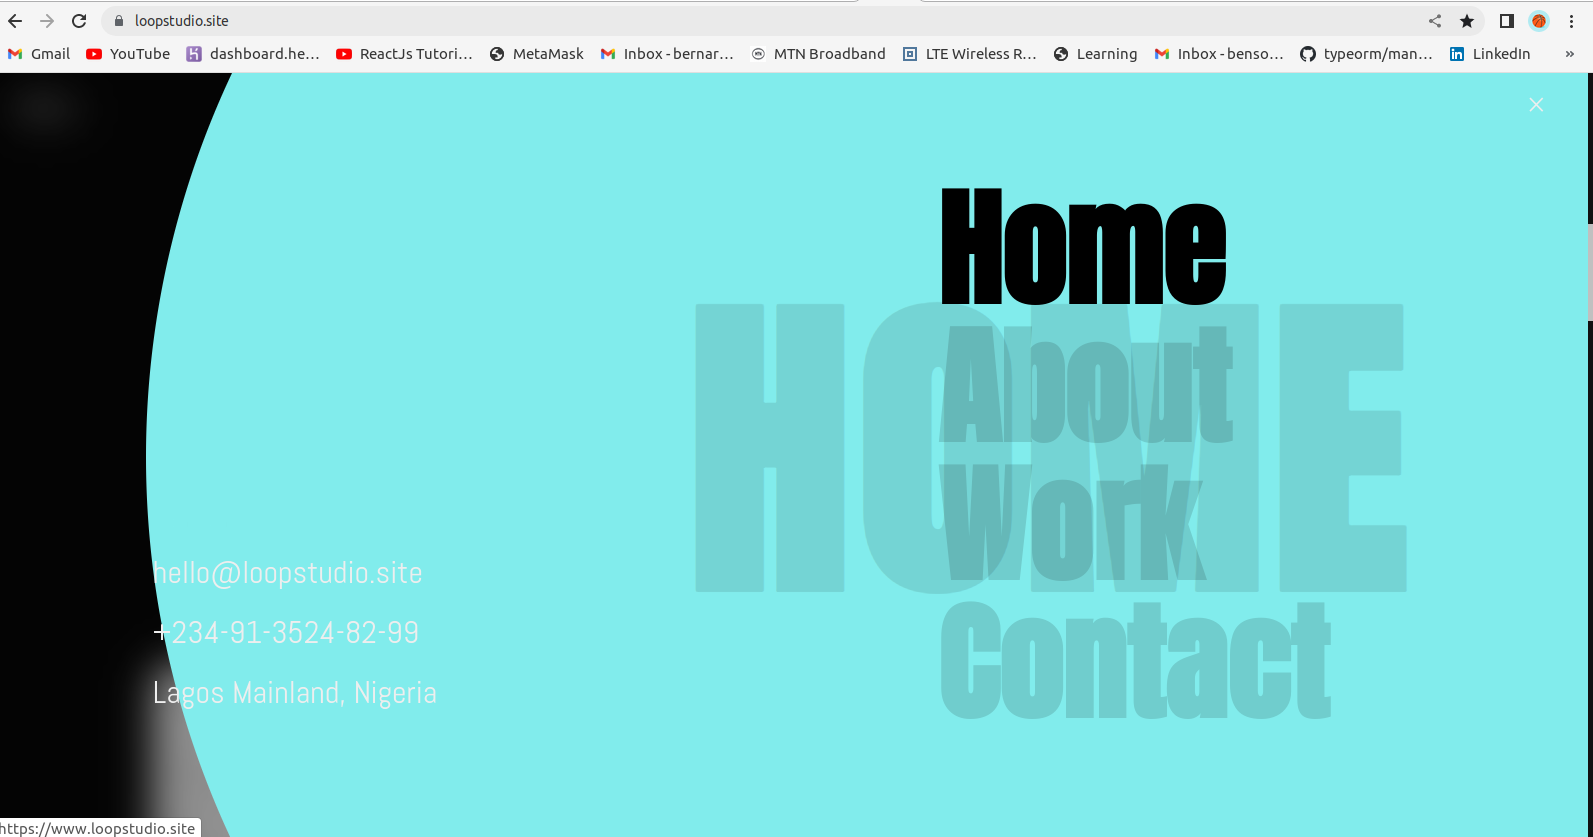 loopstudio.site
Gmail YouTube dashboard.he... ReactJs Tutori... MetaMask Inbox - bernar... MTN Broadband LTE Wireless R... Learning Inbox - benso... typeorm/man... LinkedIn »
Home
HOME
About
Work
Contact
hello@loopstudio.site
+234-91-3524-82-99
Lagos Mainland, Nigeria
https://www.loopstudio.site